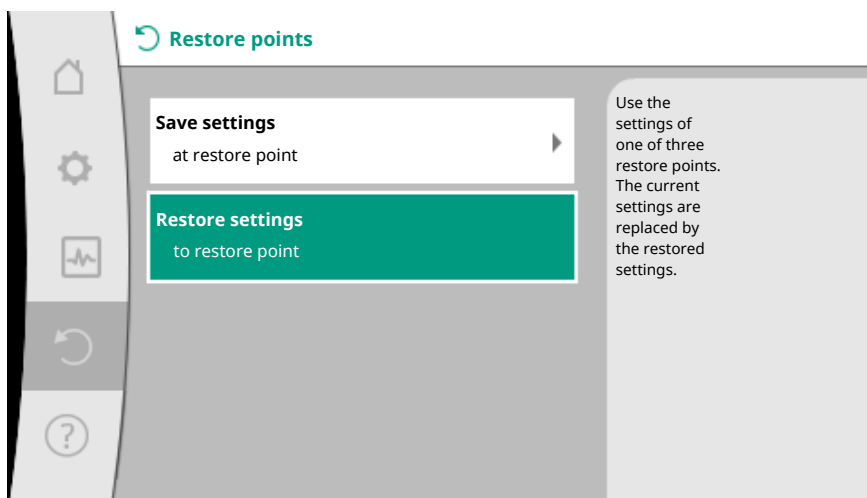 Restore points
Save settings
at restore point
Restore settings
to restore point
Use the
settings of
one of three
restore points.
The current
settings are
replaced by
the restored
settings.
?